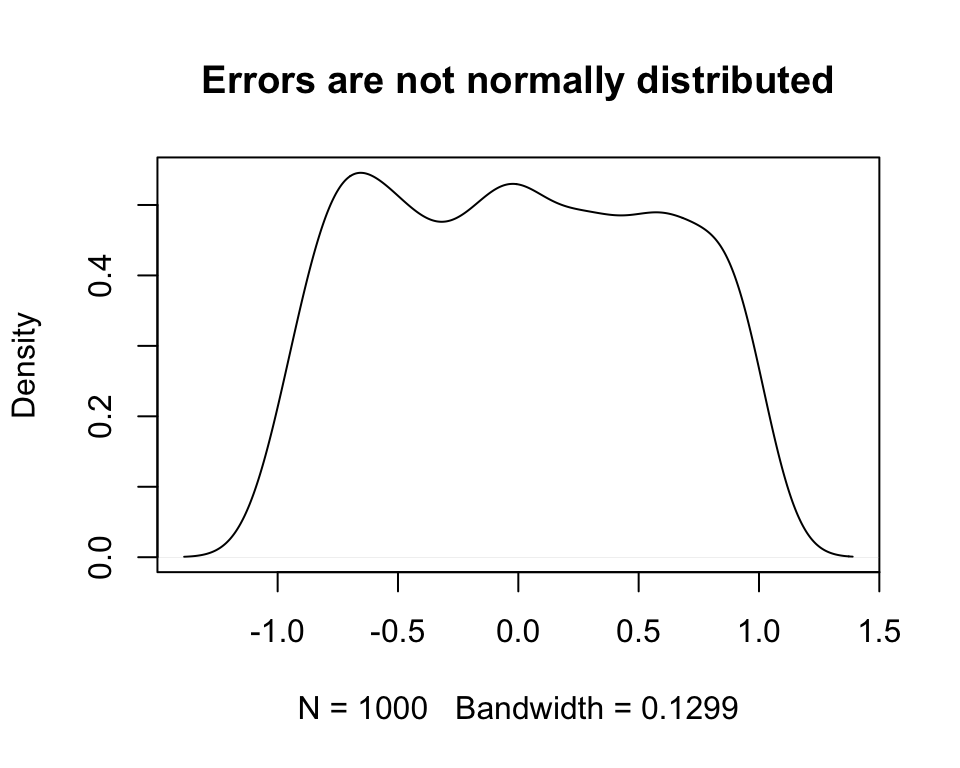 Errors are not normally distributed
Density
0.4
0.2
0.0
-1.0 -0.5 0.0 0.5 1.0 1.5
N = 1000 Bandwidth = 0.1299